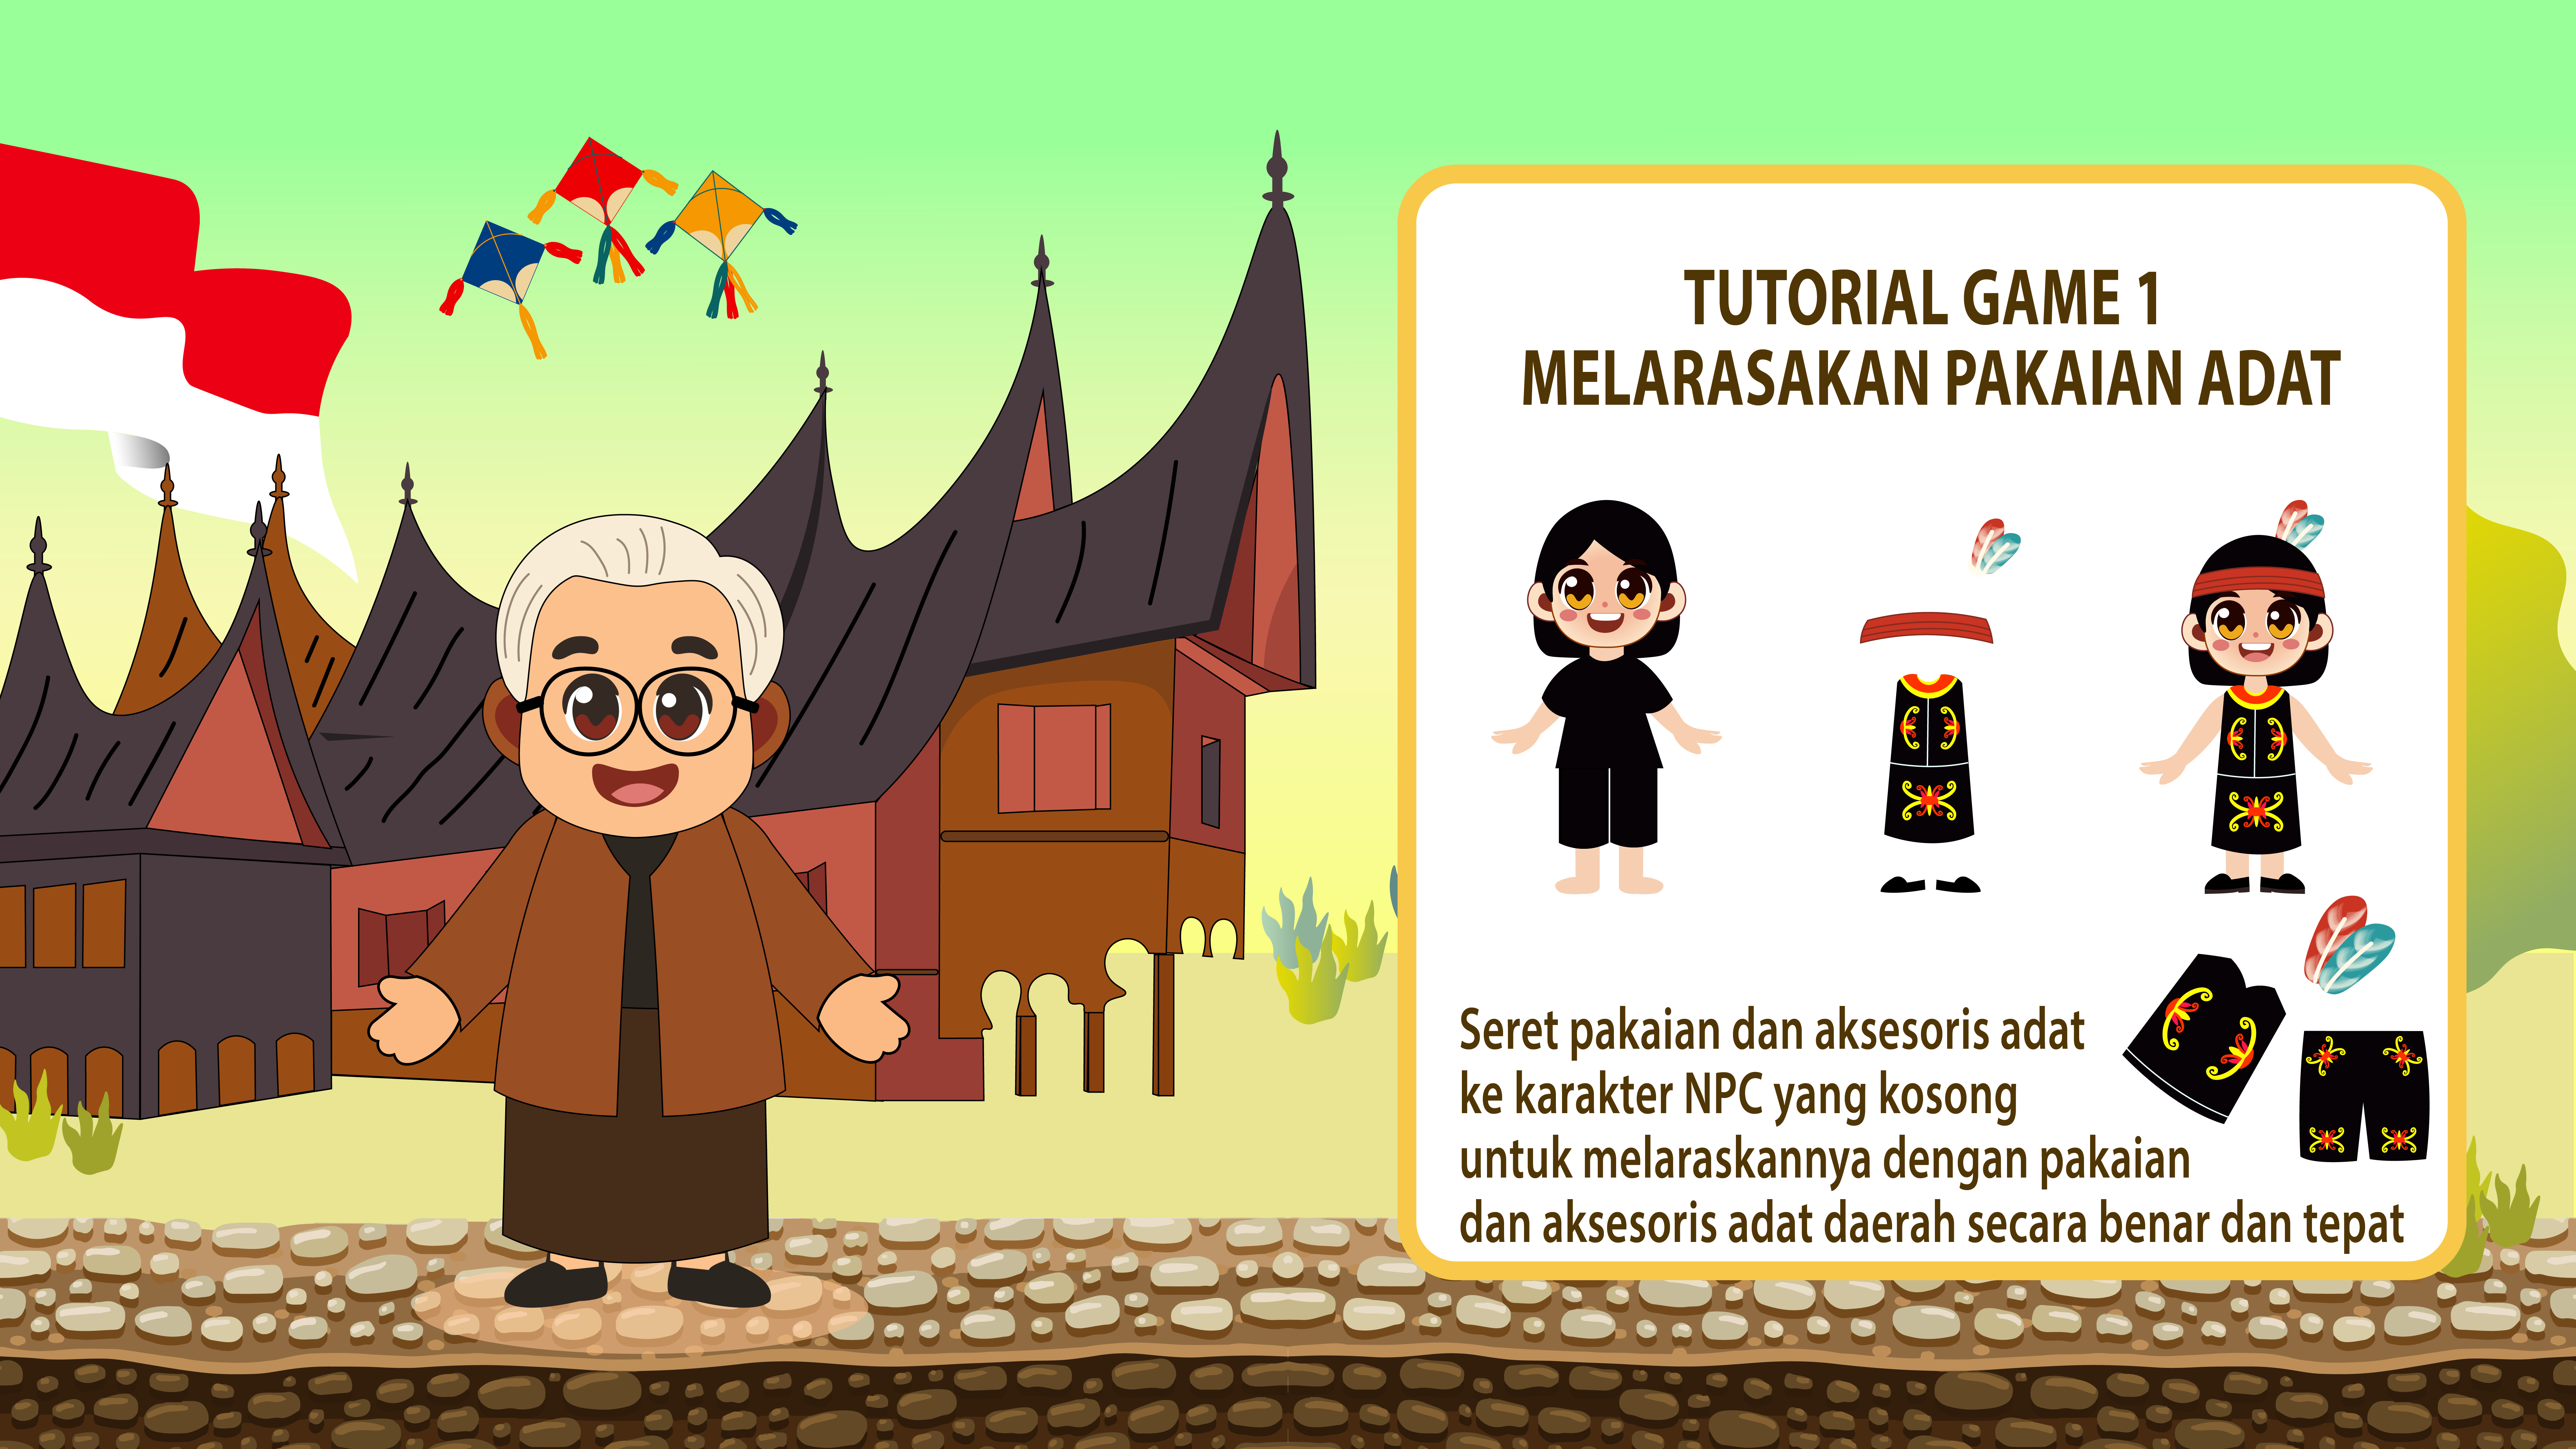 TUTORIAL GAME 1
MELARASAKAN PAKAIAN ADAT
Seret pakaian dan aksesoris adat
ke karakter NPC yang kosong
untuk melaraskannya dengan pakaian
dan aksesoris adat daerah secara benar dan tepat